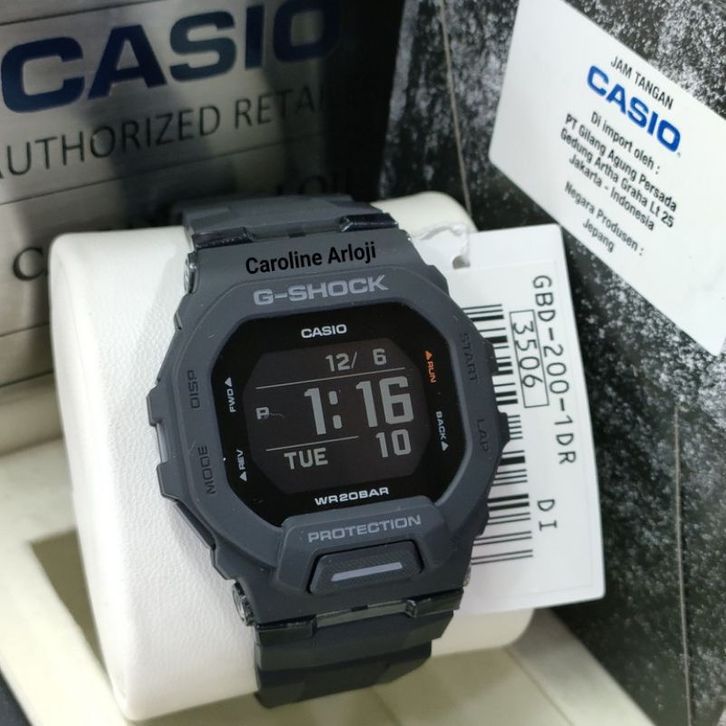 CASIO
AUTHORIZED RETAI
JAM TANGAN
CASIO
Di import oleh :
PT Gilang Agung Persada
Gedung Artha Graha Lt 25
Jakarta - Indonesia
Negara Produsen :
Jepang
Caroline Arloji
G-SHOCK
CASIO
DISP
START
FWD
RUN
12/ 6
P 1:16
TUE 10
MODE
REV
BACK
LAP
WR20BAR
PROTECTION
GBD-200-1DR
3506
DI